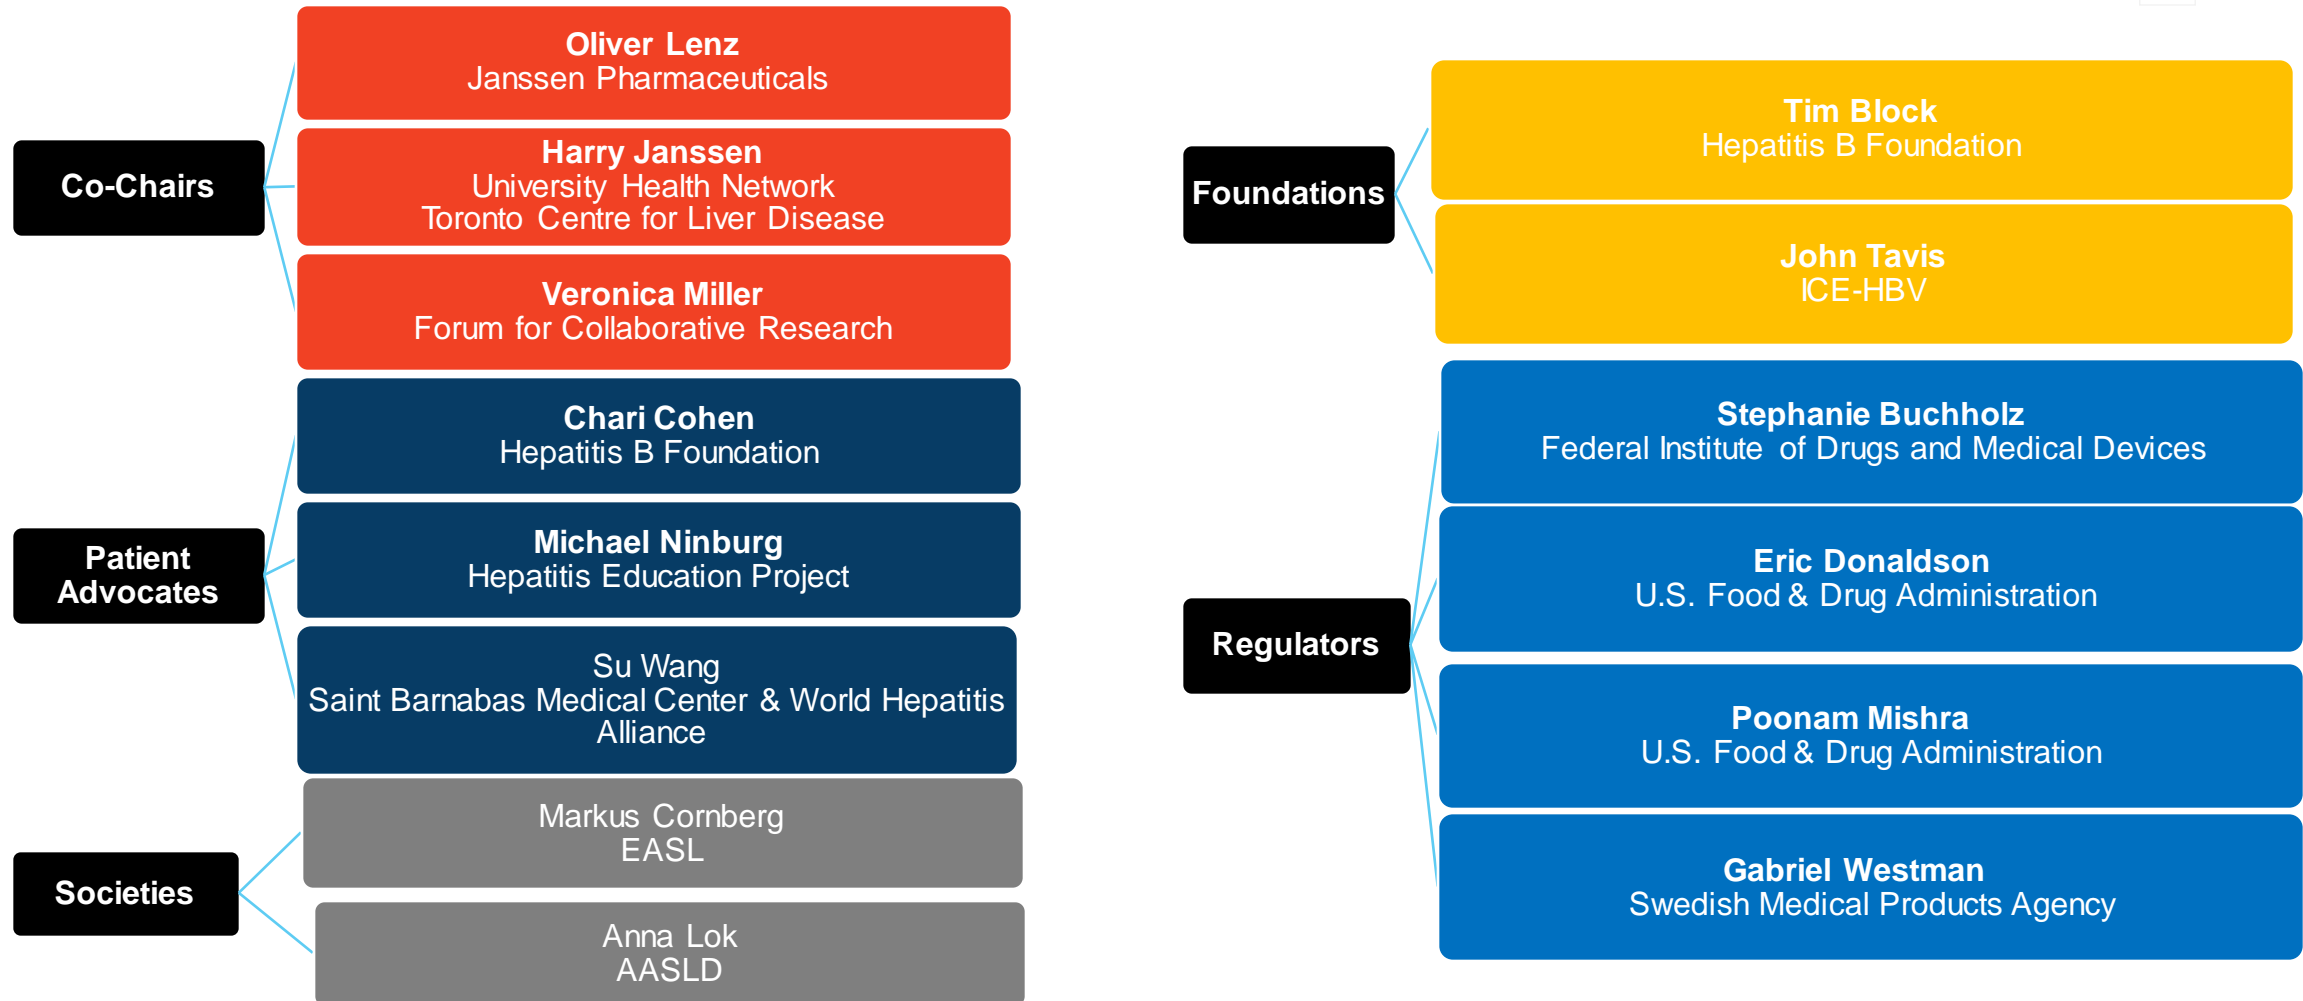 Co-Chairs
Oliver Lenz
Janssen Pharmaceuticals
Harry Janssen
University Health Network
Toronto Centre for Liver Disease
Veronica Miller
Forum for Collaborative Research
Patient
Advocates
Chari Cohen
Hepatitis B Foundation
Michael Ninburg
Hepatitis Education Project
Su Wang
Saint Barnabas Medical Center & World Hepatitis
Alliance
Societies
Markus Cornberg
EASL
Anna Lok
AASLD
Foundations
Tim Block
Hepatitis B Foundation
John Tavis
ICE-HBV
Regulators
Stephanie Buchholz
Federal Institute of Drugs and Medical Devices
Eric Donaldson
U.S. Food & Drug Administration
Poonam Mishra
U.S. Food & Drug Administration
Gabriel Westman
Swedish Medical Products Agency